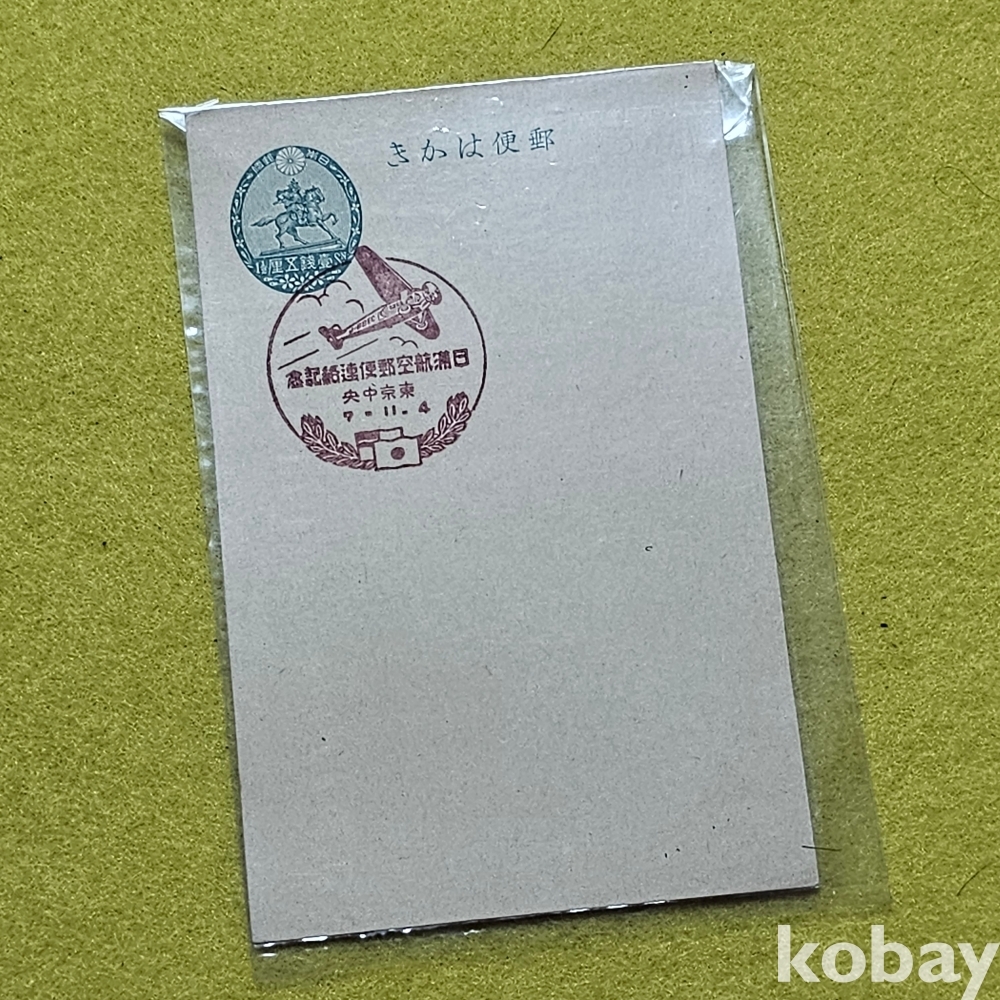 郵便はかき
日満航空郵便連絡記念
東京中央
7-11.4
kobay